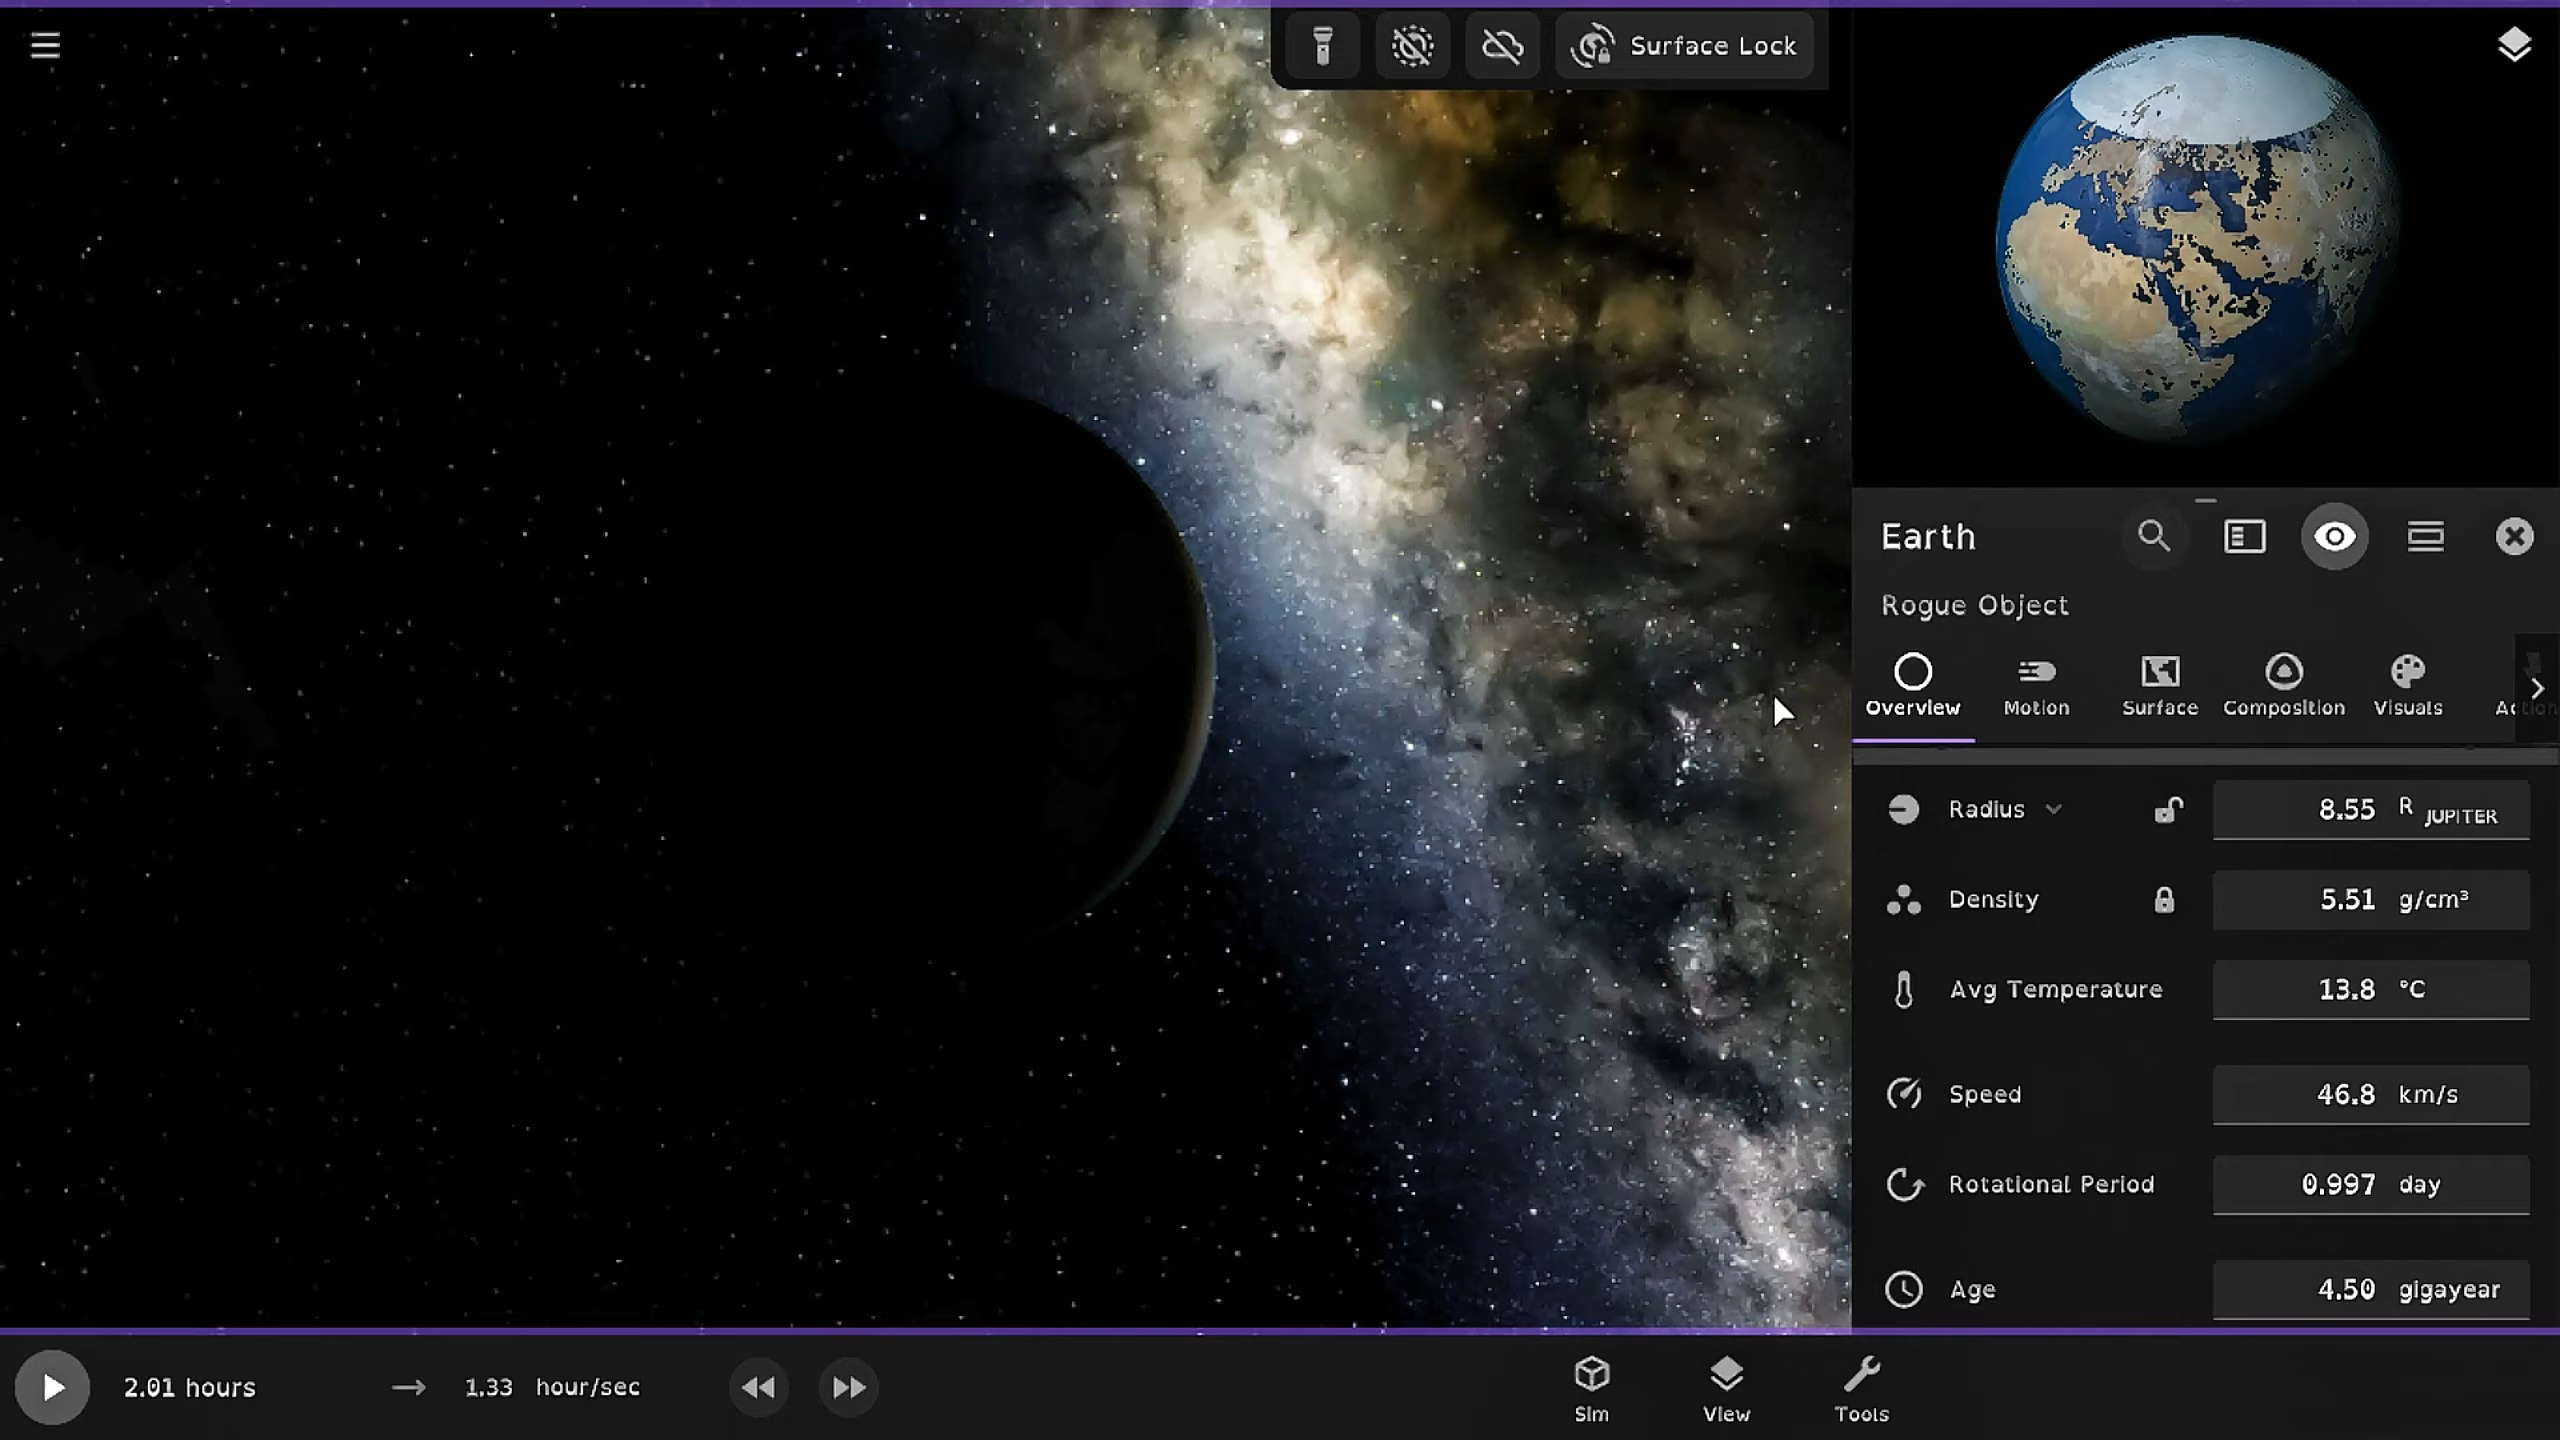 Surface Lock
Earth
Rogue Object
Overview
Motion
Surface
Composition
Visuals
Action
Radius
8.55 R JUPITER
Density
5.51 g/cm³
Avg Temperature
13.8 °C
Speed
46.8 km/s
Rotational Period
0.997 day
Age
4.50 gigayear
2.01 hours
1.33 hour/sec
Sim
View
Tools